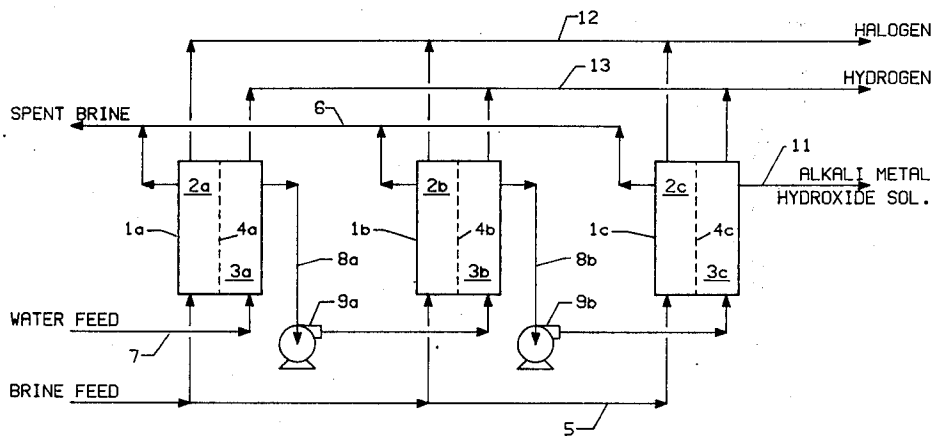 12
HALOGEN
13
HYDROGEN
SPENT BRINE
6
11
ALKALI METAL
HYDROXIDE SOL.
2a
2b
2c
1a
4a
1b
4b
1c
4c
3a
8a
3b
8b
3c
9a
9b
WATER FEED
7
BRINE FEED
5